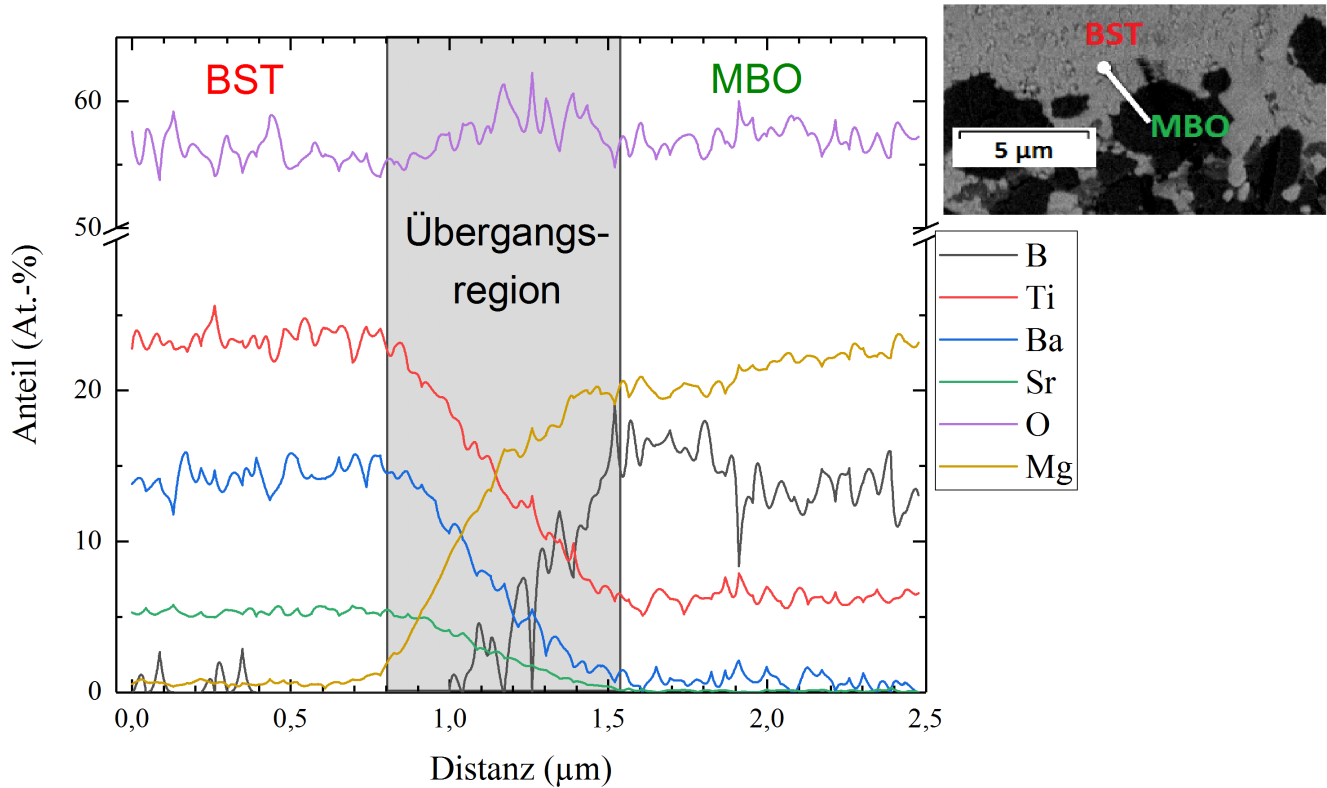 BST
MBO
Übergangs-
region
60
50
20
10
0
Anteil (At.-%)
0,0
0,5
1,0
1,5
2,0
2,5
Distanz (µm)
BST
MBO
5 µm
B
Ti
Ba
Sr
O
Mg